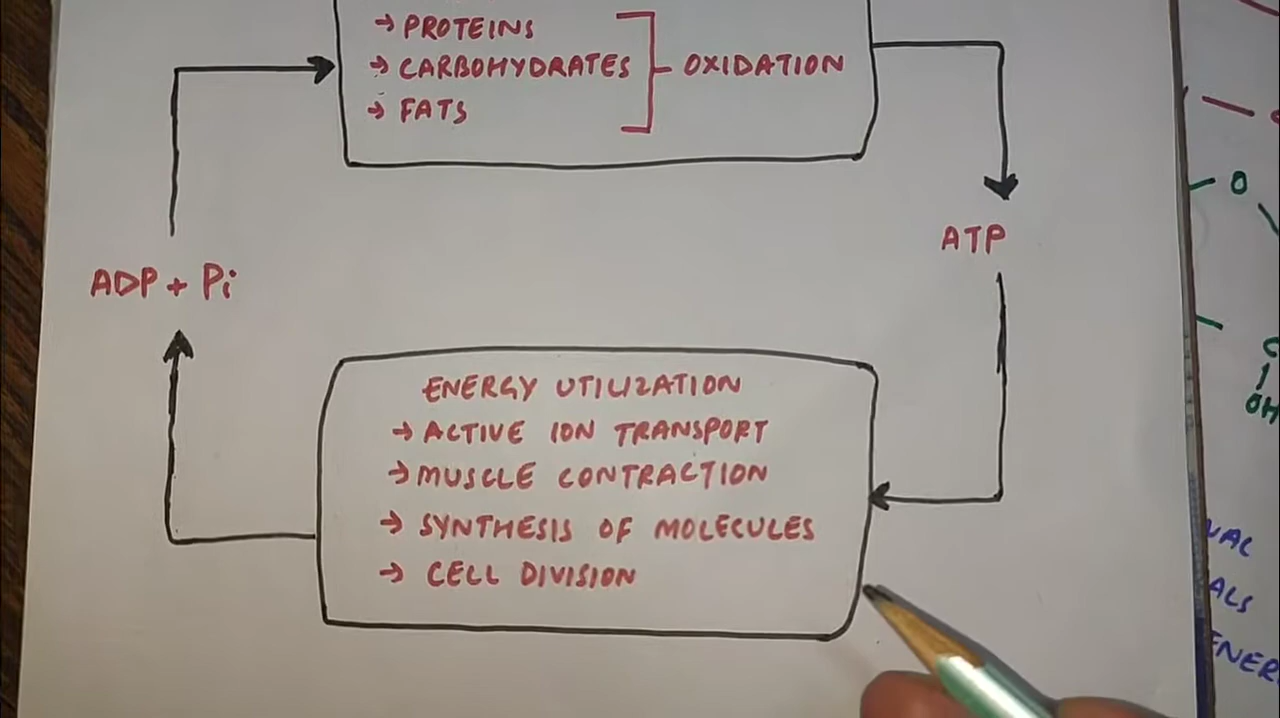 → PROTEINS
→ CARBOHYDRATES
→ FATS
OXIDATION
ATP
ADP + Pi
ENERGY UTILIZATION
→ ACTIVE ION TRANSPORT
→ MUSCLE CONTRACTION
→ SYNTHESIS OF MOLECULES
→ CELL DIVISION
O
OH